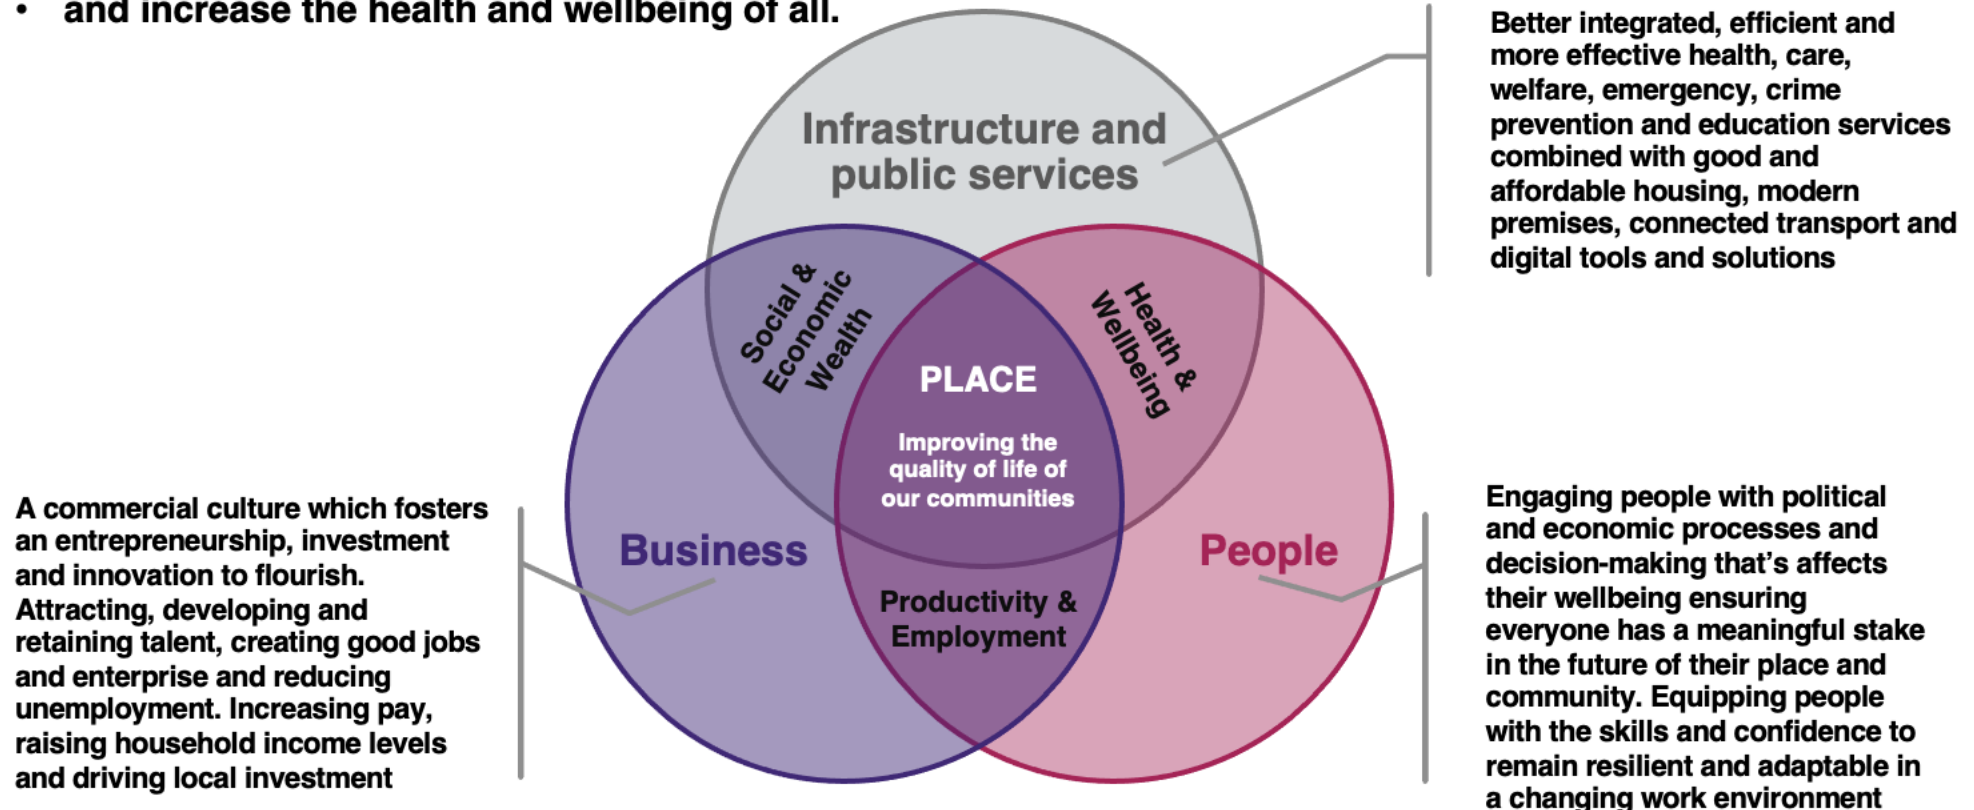 • and increase the health and wellbeing of all.
Better integrated, efficient and
more effective health, care,
welfare, emergency, crime
prevention and education services
combined with good and
affordable housing, modern
premises, connected transport and
digital tools and solutions
Infrastructure and
public services
Social &
Economic
Wealth
Health &
Wellbeing
PLACE
Improving the
quality of life of
our communities
Business
People
Productivity &
Employment
A commercial culture which fosters
an entrepreneurship, investment
and innovation to flourish.
Attracting, developing and
retaining talent, creating good jobs
and enterprise and reducing
unemployment. Increasing pay,
raising household income levels
and driving local investment
Engaging people with political
and economic processes and
decision-making that’s affects
their wellbeing ensuring
everyone has a meaningful stake
in the future of their place and
community. Equipping people
with the skills and confidence to
remain resilient and adaptable in
a changing work environment